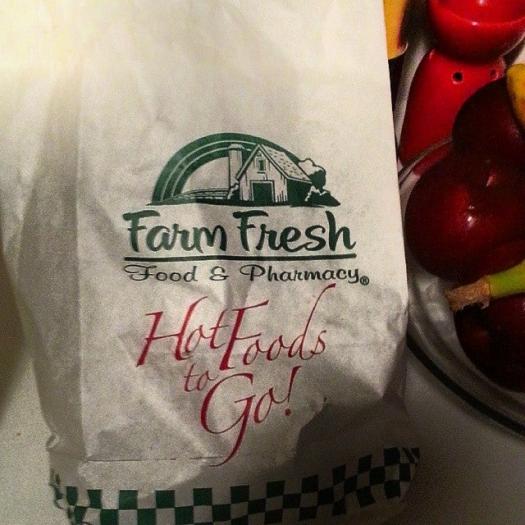 Farm Fresh
Food & Pharmacy®
Hot Foods
to
Go!